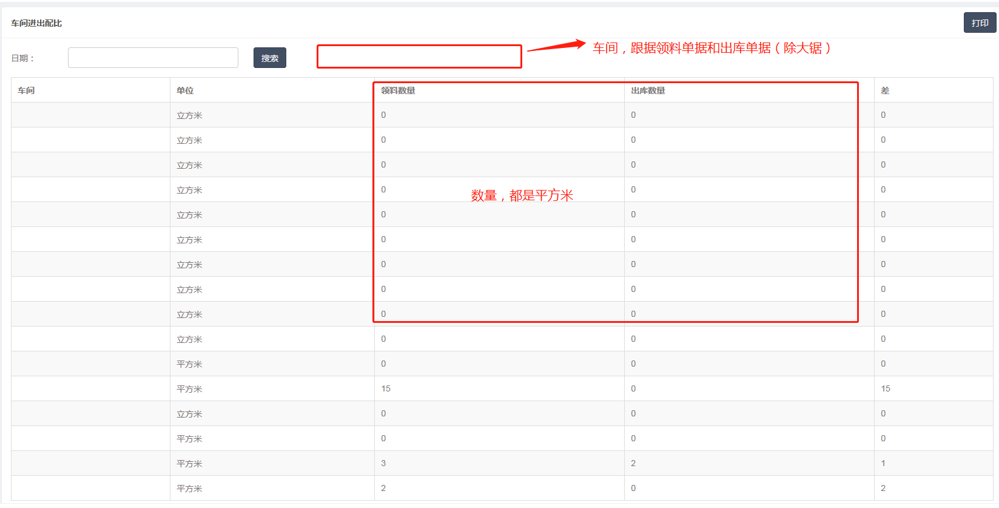 车间进出配比
打印
日期：
搜索
车间，跟据领料单据和出库单据（除大锯）
车间 单位 领料数量 出库数量 差
立方米 0 0 0
立方米 0 0 0
立方米 0 0 0
立方米 0 0 0
数量，都是平方米
立方米 0 0 0
立方米 0 0 0
立方米 0 0 0
立方米 0 0 0
立方米 0 0 0
立方米 0 0 0
平方米 0 0 0
平方米 15 0 15
立方米 0 0 0
平方米 0 0 0
平方米 3 2 1
平方米 2 0 2